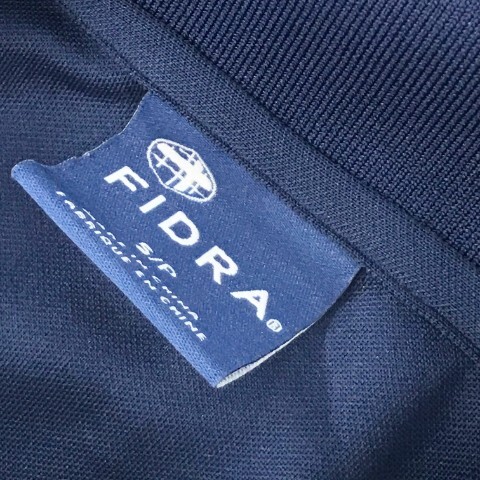 FIDRA®
S/P
MADE IN CHINA
FABRIQUE EN CHINE